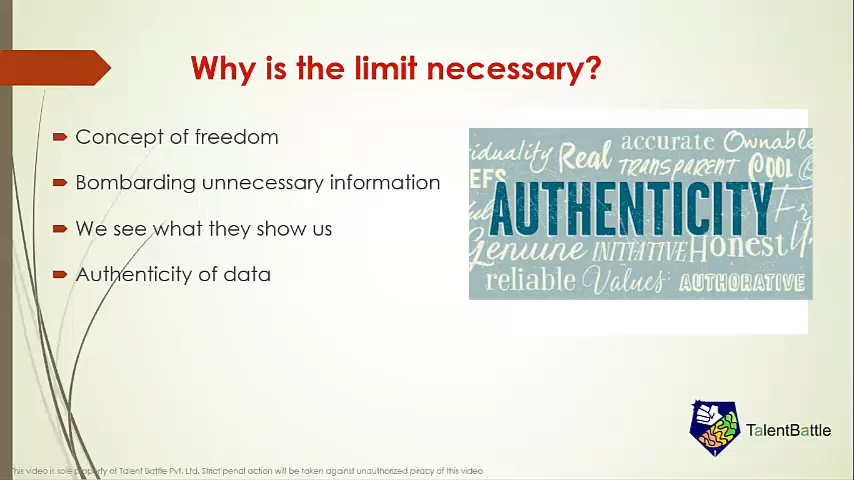 Why is the limit necessary?
Concept of freedom
Bombarding unnecessary information
We see what they show us
Authenticity of data
accurate Ownable
Real TRANSPARENT COOL
AUTHENTICITY
Genuine INITIATIVE Honest
reliable Values AUTHORATIVE
TalentBattle
This video is sole property of Talent Battle Pvt. Ltd. Strict penal action will be taken against unauthorized piracy of this video